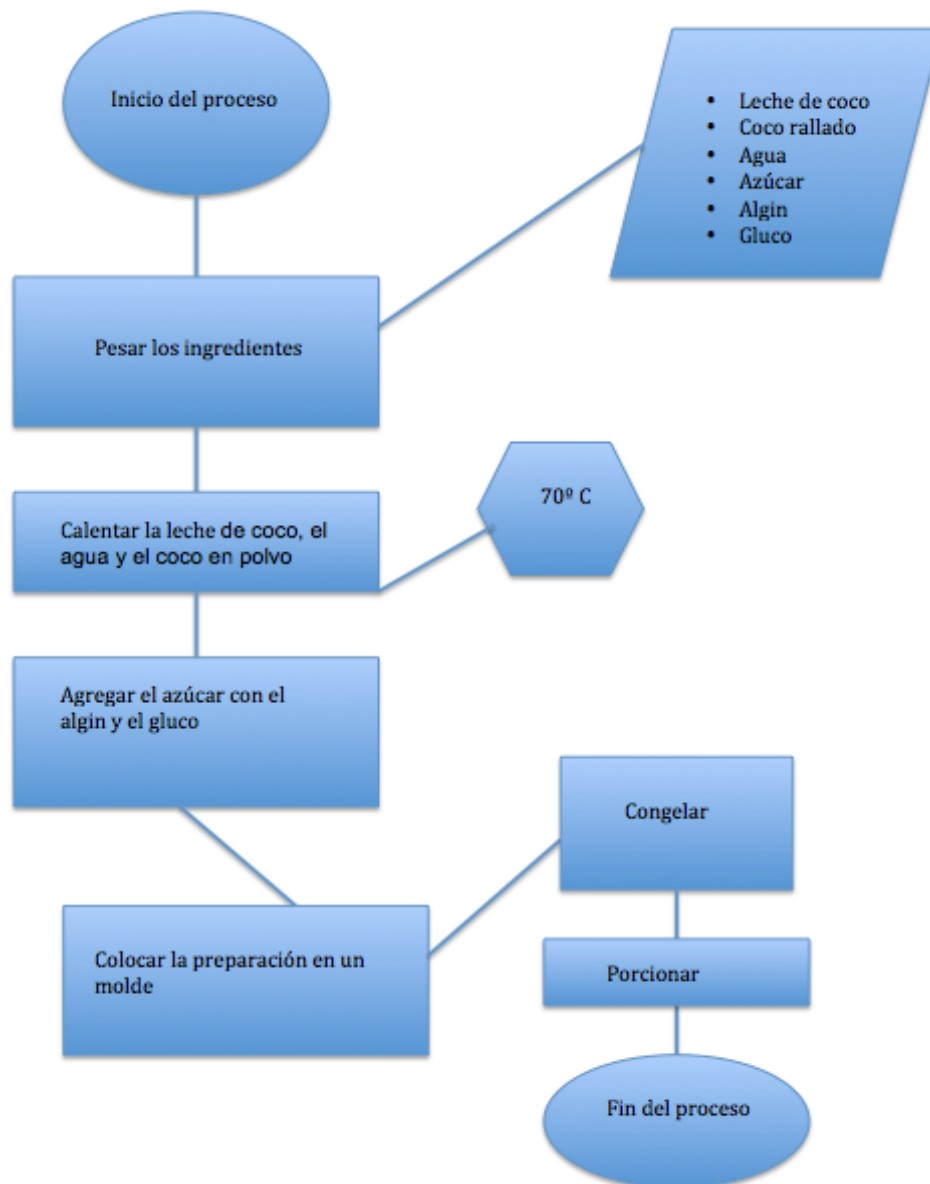 Inicio del proceso
• Leche de coco
• Coco rallado
• Agua
• Azúcar
• Algin
• Gluco
Pesar los ingredientes
70º C
Calentar la leche de coco, el
agua y el coco en polvo
Agregar el azúcar con el
algin y el gluco
Colocar la preparación en un
molde
Congelar
Porcionar
Fin del proceso